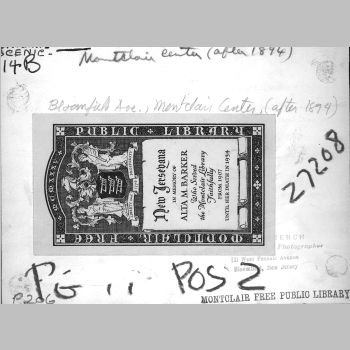 SCENIC-
14B
Montclair Center (after 1894)
Bloomfield Ave., Montclair Center, (after 1894)
PUBLIC LIBRARY
New Jerseyana
IN MEMORY OF
ALTA M. BARKER
Who Served
the Montclair Library
Faithfully
FROM 1907
UNTIL HER DEATH IN 1934
MONTCLAIR FREE
27208
Photographer
Bloomfield, New Jersey
PG 11 POS 2
P206
MONTCLAIR FREE PUBLIC LIBRARY